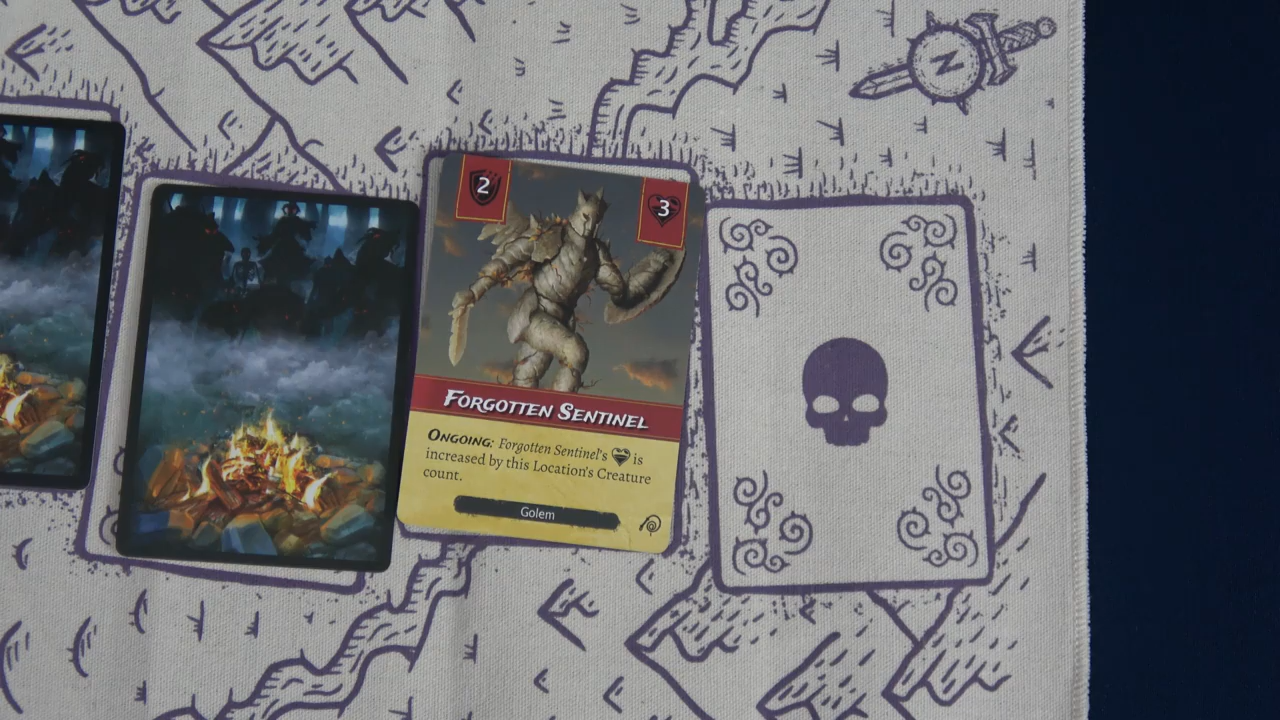 N
2
3
FORGOTTEN SENTINEL
ONGOING: Forgotten Sentinel's is
increased by this Location's Creature
count.
Golem